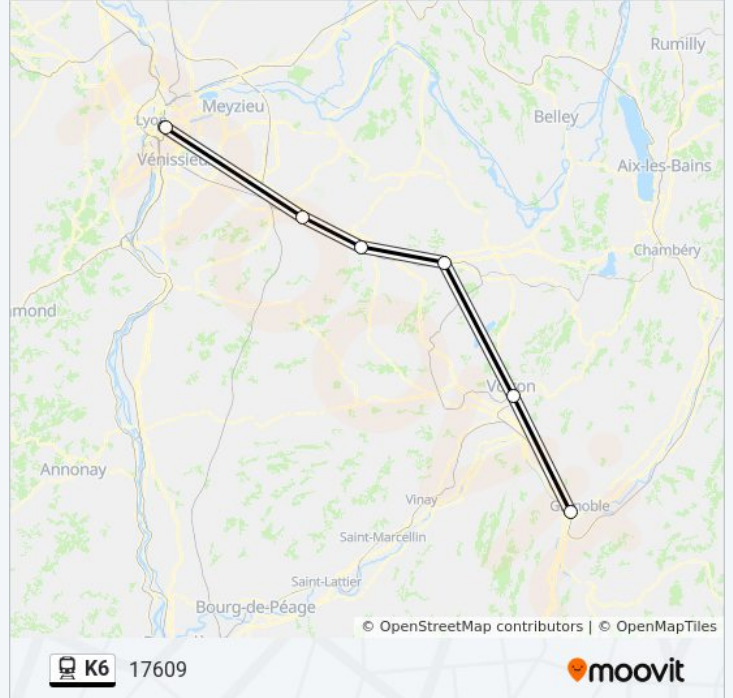 Rumilly
Meyzieu
Lyon
Belley
Vénissieu
Aix-les-Bains
Chambéry
mond
Voiron
Annonay
Vinay
Grenoble
Saint-Marcellin
Saint-Lattier
Bourg-de-Péage
© OpenStreetMap contributors | © OpenMapTiles
K6 17609
moovit